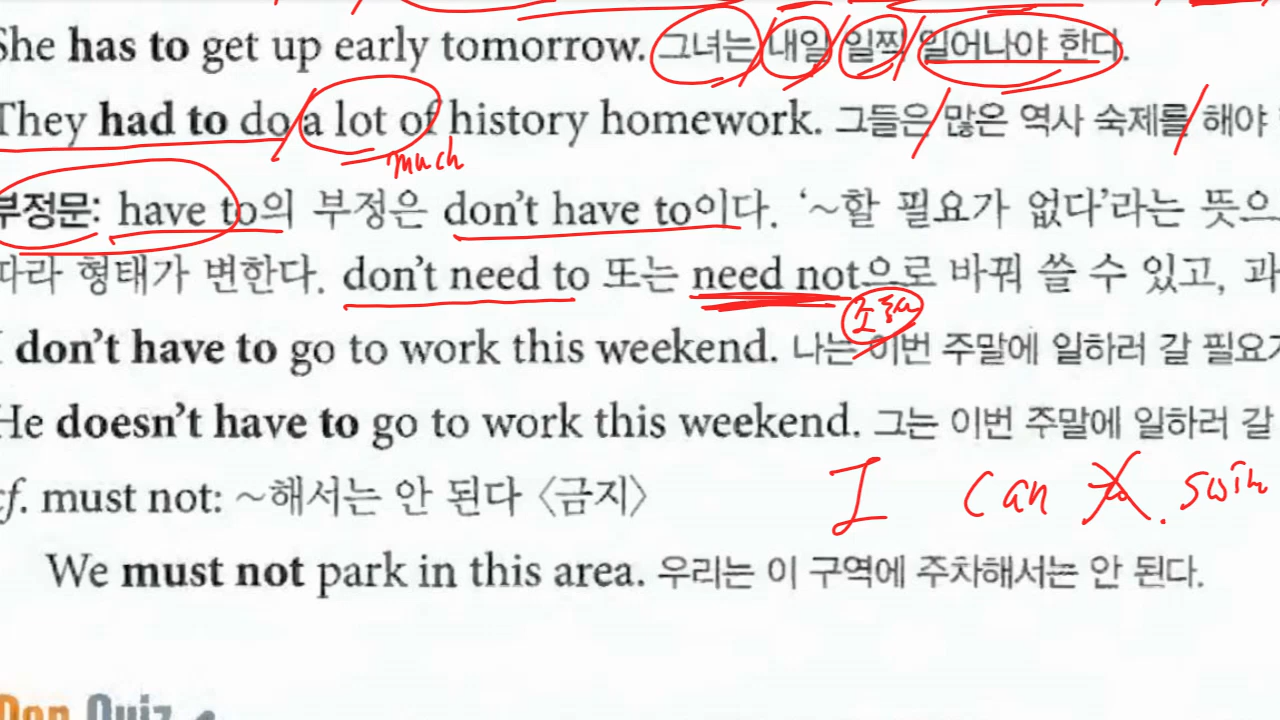 She has to get up early tomorrow. 그녀는 내일 일찍 일어나야 한다.
They had to do a lot of history homework. 그들은 많은 역사 숙제를 해야
much
부정문: have to의 부정은 don't have to이다. '~할 필요가 없다'라는 뜻으
따라 형태가 변한다. don't need to 또는 need not으로 바꿔 쓸 수 있고, 과
조동사
I don't have to go to work this weekend. 나는 이번 주말에 일하러 갈 필요가
He doesn't have to go to work this weekend. 그는 이번 주말에 일하러 갈
cf. must not: ~해서는 안 된다 〈금지〉
I can to. swim
We must not park in this area. 우리는 이 구역에 주차해서는 안 된다.
Quiz